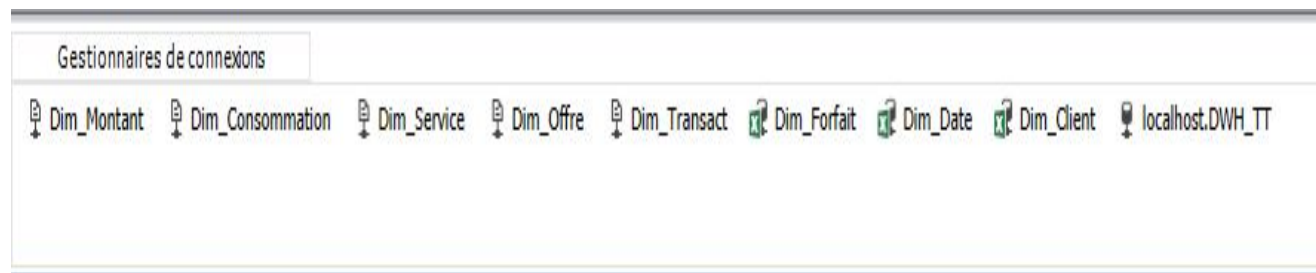 Gestionnaires de connexions
Dim_Montant Dim_Consommation Dim_Service Dim_Offre Dim_Transact Dim_Forfait Dim_Date Dim_Client localhost.DWH_TT